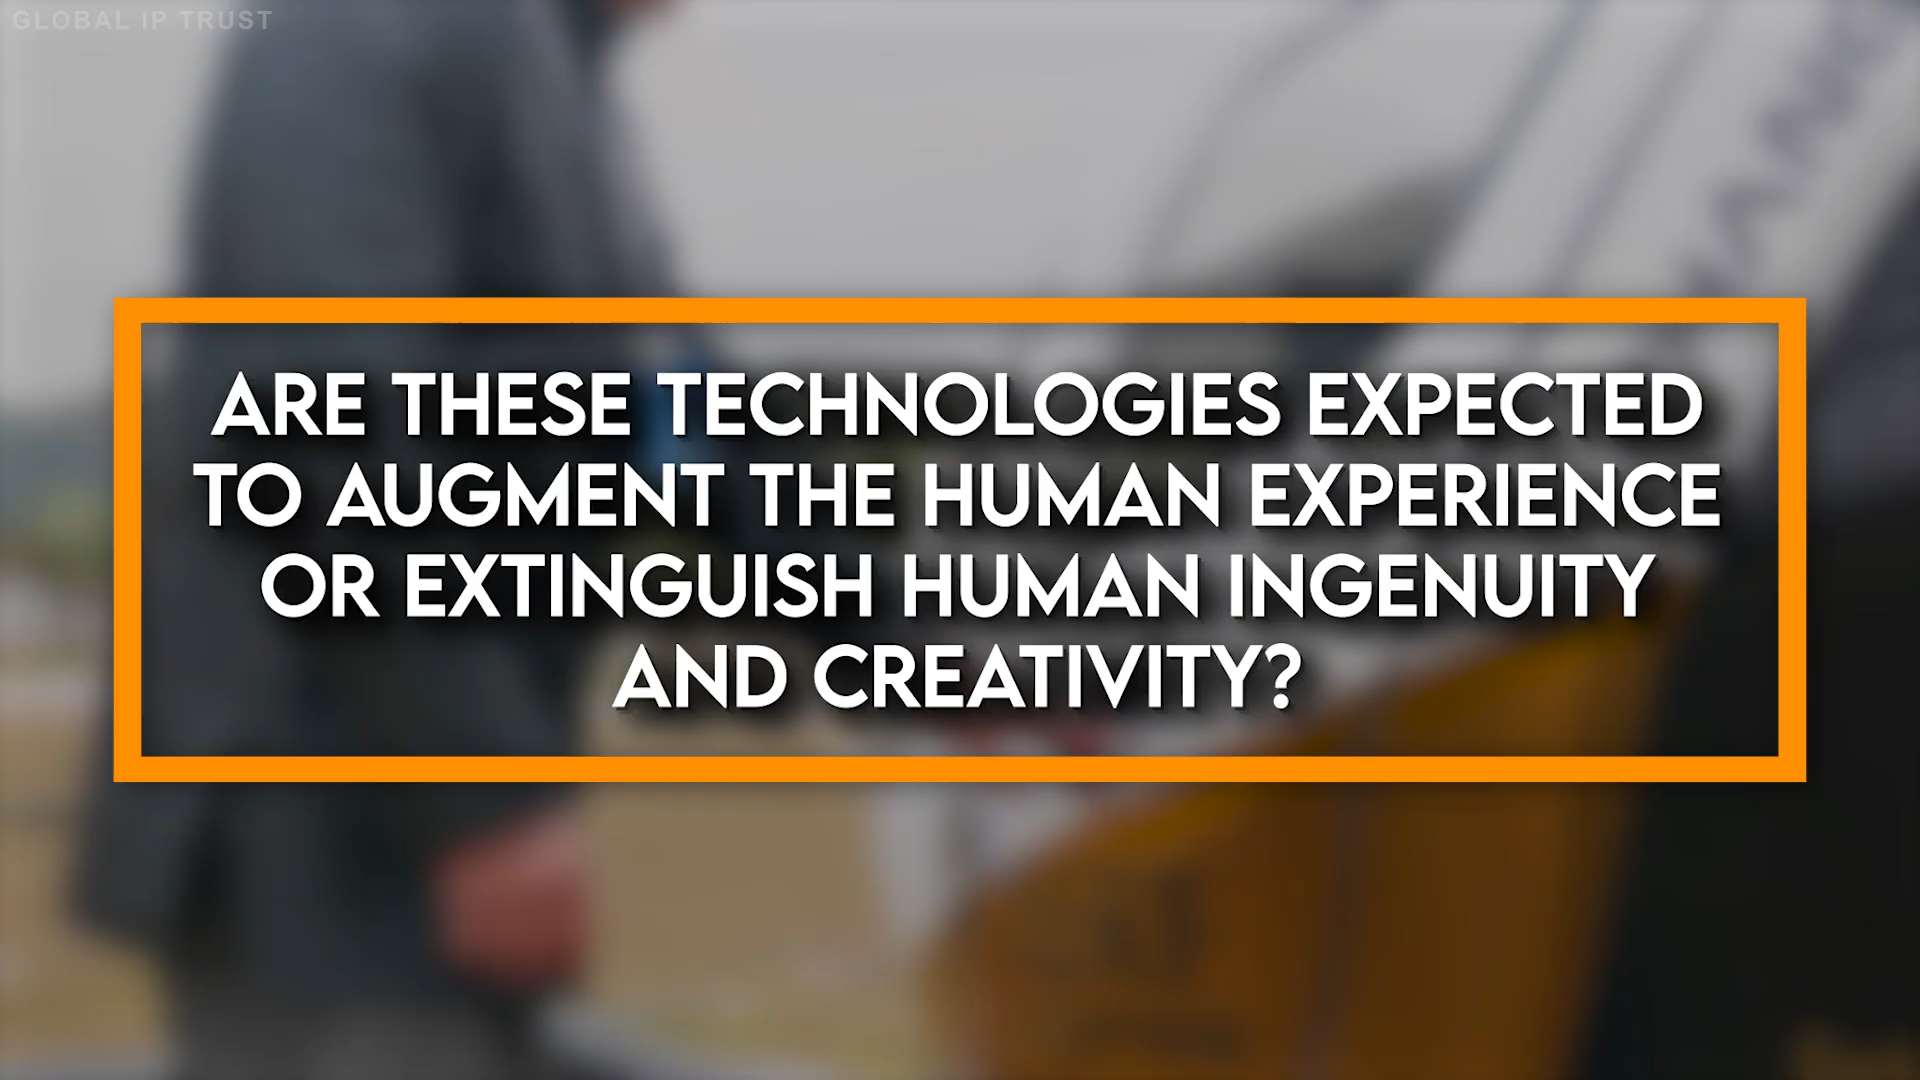 GLOBAL IP TRUST
ARE THESE TECHNOLOGIES EXPECTED
TO AUGMENT THE HUMAN EXPERIENCE
OR EXTINGUISH HUMAN INGENUITY
AND CREATIVITY?